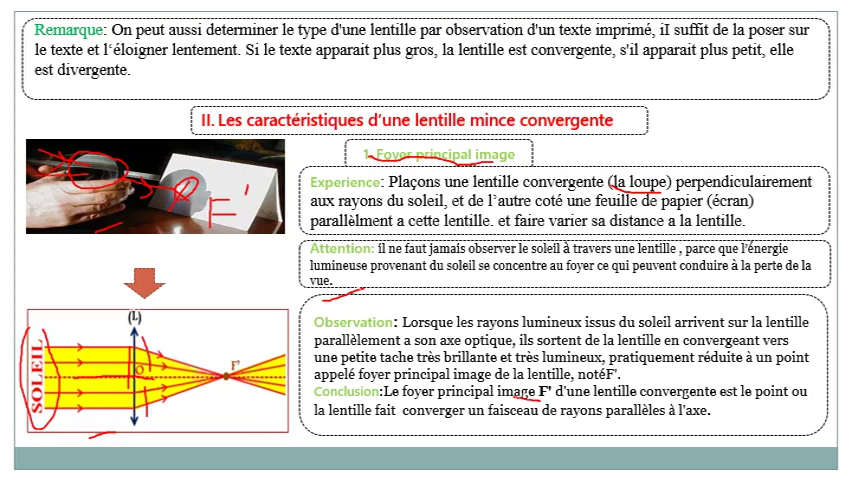 Remarque: On peut aussi determiner le type d'une lentille par observation d'un texte imprimé, iI suffit de la poser sur
le texte et l‘éloigner lentement. Si le texte apparait plus gros, la lentille est convergente, s'il apparait plus petit, elle
est divergente.
II. Les caractéristiques d’une lentille mince convergente
1. Foyer principal image
Experience: Plaçons une lentille convergente (la loupe) perpendiculairement
aux rayons du soleil, et de l’autre coté une feuille de papier (écran)
parallèlment a cette lentille. et faire varier sa distance a la lentille.
F'
Attention: il ne faut jamais observer le soleil à travers une lentille , parce que l’énergie
lumineuse provenant du soleil se concentre au foyer ce qui peuvent conduire à la perte de la
vue.
(L)
SOLEIL
O
F'
Observation: Lorsque les rayons lumineux issus du soleil arrivent sur la lentille
parallèlement a son axe optique, ils sortent de la lentille en convergeant vers
une petite tache très brillante et très lumineux, pratiquement réduite à un point
appelé foyer principal image de la lentille, notéF'.
Conclusion:Le foyer principal image F' d'une lentille convergente est le point ou
la lentille fait converger un faisceau de rayons parallèles à l'axe.